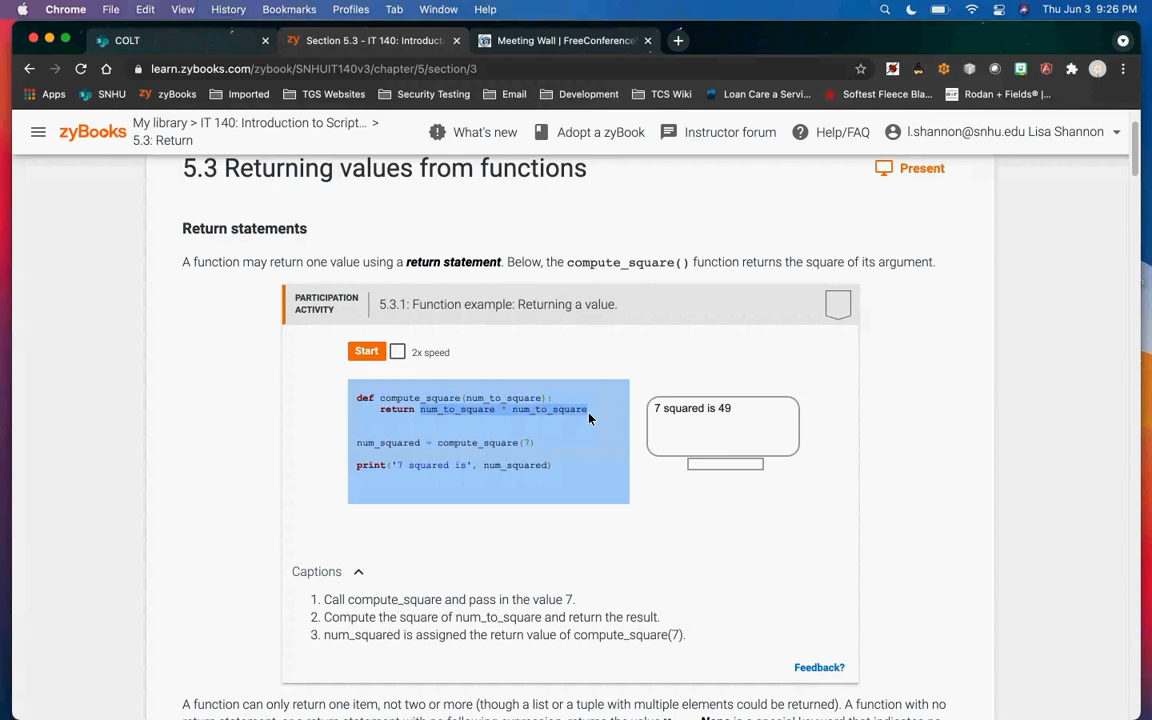 Chrome File Edit View History Bookmarks Profiles Tab Window Help Thu Jun 3 9:26 PM
COLT
zy Section 5.3 - IT 140: Introduct
Meeting Wall | FreeConference
learn.zybooks.com/zybook/SNHUIT140v3/chapter/5/section/3
Apps SNHU zy zyBooks Imported TGS Websites Security Testing Email Development TCS Wiki Loan Care a Servi... Softest Fleece Bla... R+F Rodan + Fields® |...
zyBooks
My library > IT 140: Introduction to Script... >
5.3: Return
What's new Adopt a zyBook Instructor forum Help/FAQ l.shannon@snhu.edu Lisa Shannon
5.3 Returning values from functions
Present
Return statements
A function may return one value using a return statement. Below, the compute_square() function returns the square of its argument.
PARTICIPATION
ACTIVITY
5.3.1: Function example: Returning a value.
Start 2x speed
def compute_square(num_to_square):
return num_to_square * num_to_square
num_squared = compute_square(7)
print('7 squared is', num_squared)
7 squared is 49
Captions
1. Call compute_square and pass in the value 7.
2. Compute the square of num_to_square and return the result.
3. num_squared is assigned the return value of compute_square(7).
Feedback?
A function can only return one item, not two or more (though a list or a tuple with multiple elements could be returned). A function with no